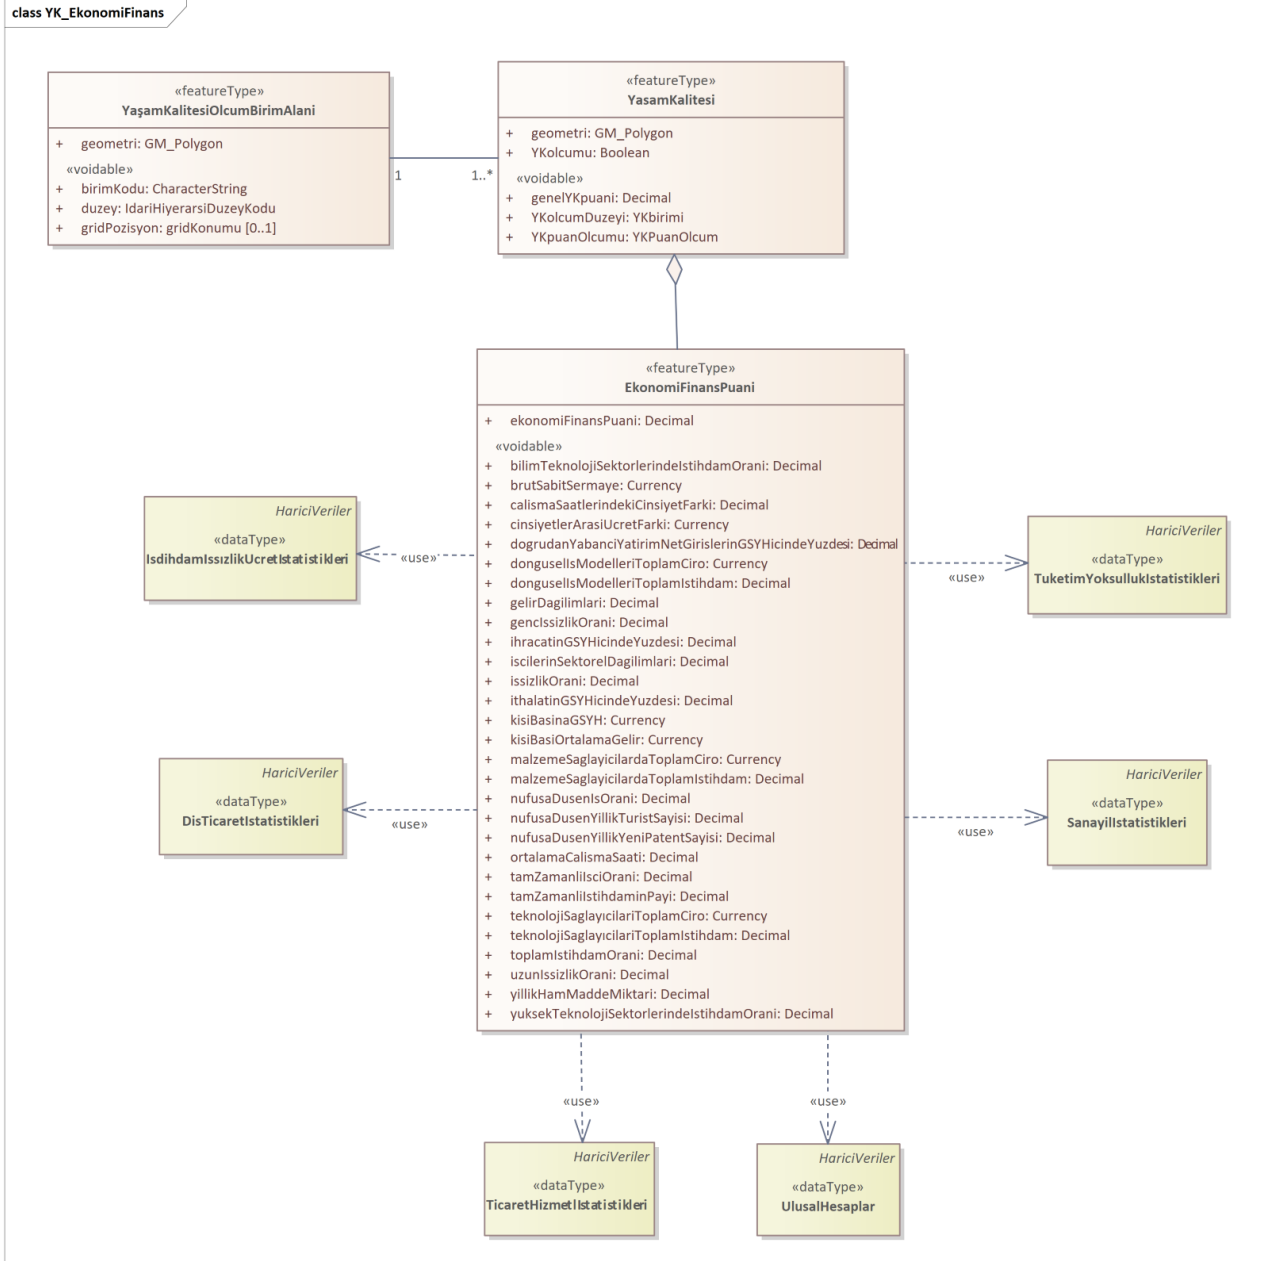 class YK_EkonomiFinans
«featureType»
YaşamKalitesiOlcumBirimAlani
+ geometri: GM_Polygon
«voidable»
+ birimKodu: CharacterString
+ duzey: IdariHiyerarsiDuzeyKodu
+ gridPozisyon: gridKonumu [0..1]
1
1..*
«featureType»
YasamKalitesi
+ geometri: GM_Polygon
+ YKolcumu: Boolean
«voidable»
+ genelYKpuani: Decimal
+ YKolcumDuzeyi: YKbirimi
+ YKpuanOlcumu: YKPuanOlcum
«featureType»
EkonomiFinansPuani
+ ekonomiFinansPuani: Decimal
«voidable»
+ bilimTeknolojiSektorlerindeIstihdamOrani: Decimal
+ brutSabitSermaye: Currency
+ calismaSaatlerindekiCinsiyetFarki: Decimal
+ cinsiyetlerArasiUcretFarki: Currency
+ dogrudanYabanciYatirimNetGirislerinGSYHicindeYuzdesi: Decimal
+ donguselIsModelleriToplamCiro: Currency
+ donguselIsModelleriToplamIstihdam: Decimal
+ gelirDagilimlari: Decimal
+ gencIssizlikOrani: Decimal
+ ihracatinGSYHicindeYuzdesi: Decimal
+ iscilerinSektorelDagilimlari: Decimal
+ issizlikOrani: Decimal
+ ithalatinGSYHicindeYuzdesi: Decimal
+ kisiBasinaGSYH: Currency
+ kisiBasiOrtalamaGelir: Currency
+ malzemeSaglayicilardaToplamCiro: Currency
+ malzemeSaglayicilardaToplamIstihdam: Decimal
+ nufusaDusenIsOrani: Decimal
+ nufusaDusenYillikTuristSayisi: Decimal
+ nufusaDusenYillikYeniPatentSayisi: Decimal
+ ortalamaCalismaSaati: Decimal
+ tamZamanliIsciOrani: Decimal
+ tamZamanliIstihdaminPayi: Decimal
+ teknolojiSaglayıcilariToplamCiro: Currency
+ teknolojiSaglayıcilariToplamIstihdam: Decimal
+ toplamIstihdamOrani: Decimal
+ uzunIssizlikOrani: Decimal
+ yillikHamMaddeMiktari: Decimal
+ yuksekTeknolojiSektorlerindeIstihdamOrani: Decimal
HariciVeriler
«dataType»
IsdihdamIssızlıkUcretIstatistikleri
«use»
HariciVeriler
«dataType»
TuketimYoksullukIstatistikleri
«use»
HariciVeriler
«dataType»
DisTicaretIstatistikleri
«use»
HariciVeriler
«dataType»
SanayiIstatistikleri
«use»
«use»
«use»
HariciVeriler
«dataType»
TicaretHizmetIIstatistikleri
HariciVeriler
«dataType»
UlusalHesaplar